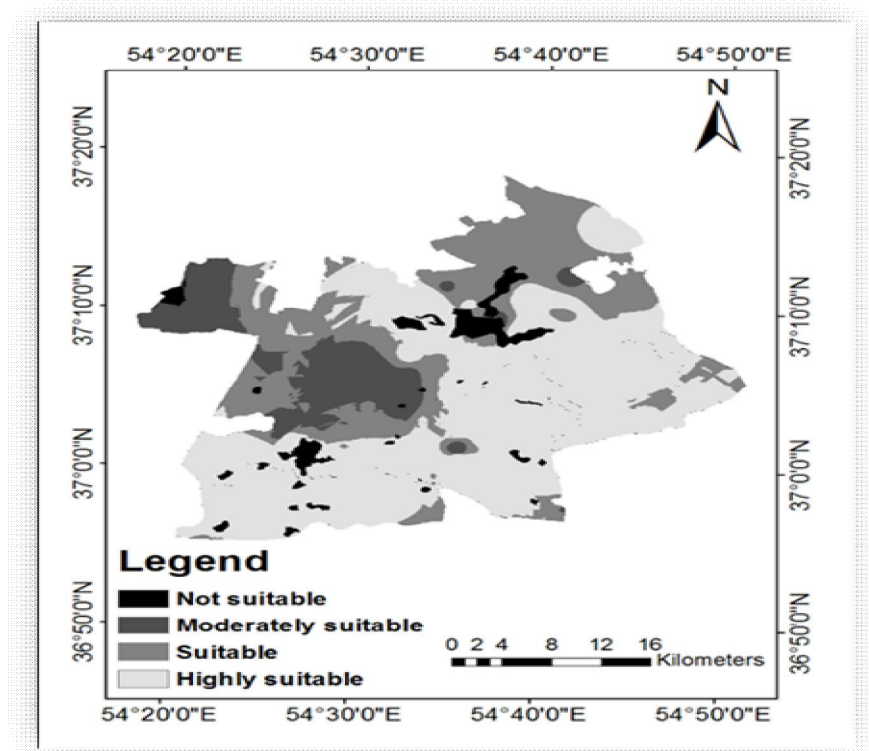 54°20'0"E 54°30'0"E 54°40'0"E 54°50'0"E
N
37°20'0"N 37°20'0"N
37°10'0"N 37°10'0"N
37°0'0"N 37°0'0"N
36°50'0"N 36°50'0"N
Legend
Not suitable
Moderately suitable
Suitable
Highly suitable
0 2 4 8 12 16
Kilometers
54°20'0"E 54°30'0"E 54°40'0"E 54°50'0"E